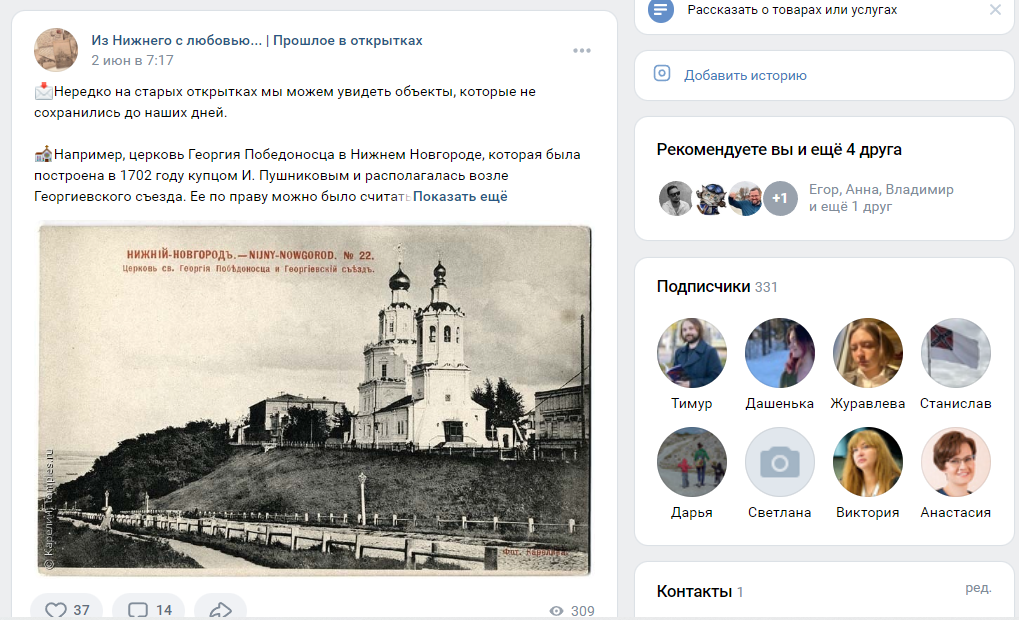 Из Нижнего с любовью... | Прошлое в открытках
2 июн в 7:17
Нередко на старых открытках мы можем увидеть объекты, которые не
сохранились до наших дней.
Например, церковь Георгия Победоносца в Нижнем Новгороде, которая была
построена в 1702 году купцом И. Пушниковым и располагалась возле
Георгиевского съезда. Ее по праву можно было считать Показать ещё
НИЖНІЙ-НОВГОРОДЪ.—NIJNY-NOWGOROD. № 22.
Церковь св. Георгія Побѣдоносца и Георгіевскій съѣздъ.
© Карелин, temples.ru
Фот. Карелина.
37
14
309
Рассказать о товарах или услугах
Добавить историю
Рекомендуете вы и ещё 4 друга
+1
Егор, Анна, Владимир
и ещё 1 друг
Подписчики 331
Тимур
Дашенька
Журавлева
Станислав
Дарья
Светлана
Виктория
Анастасия
Контакты 1
ред.